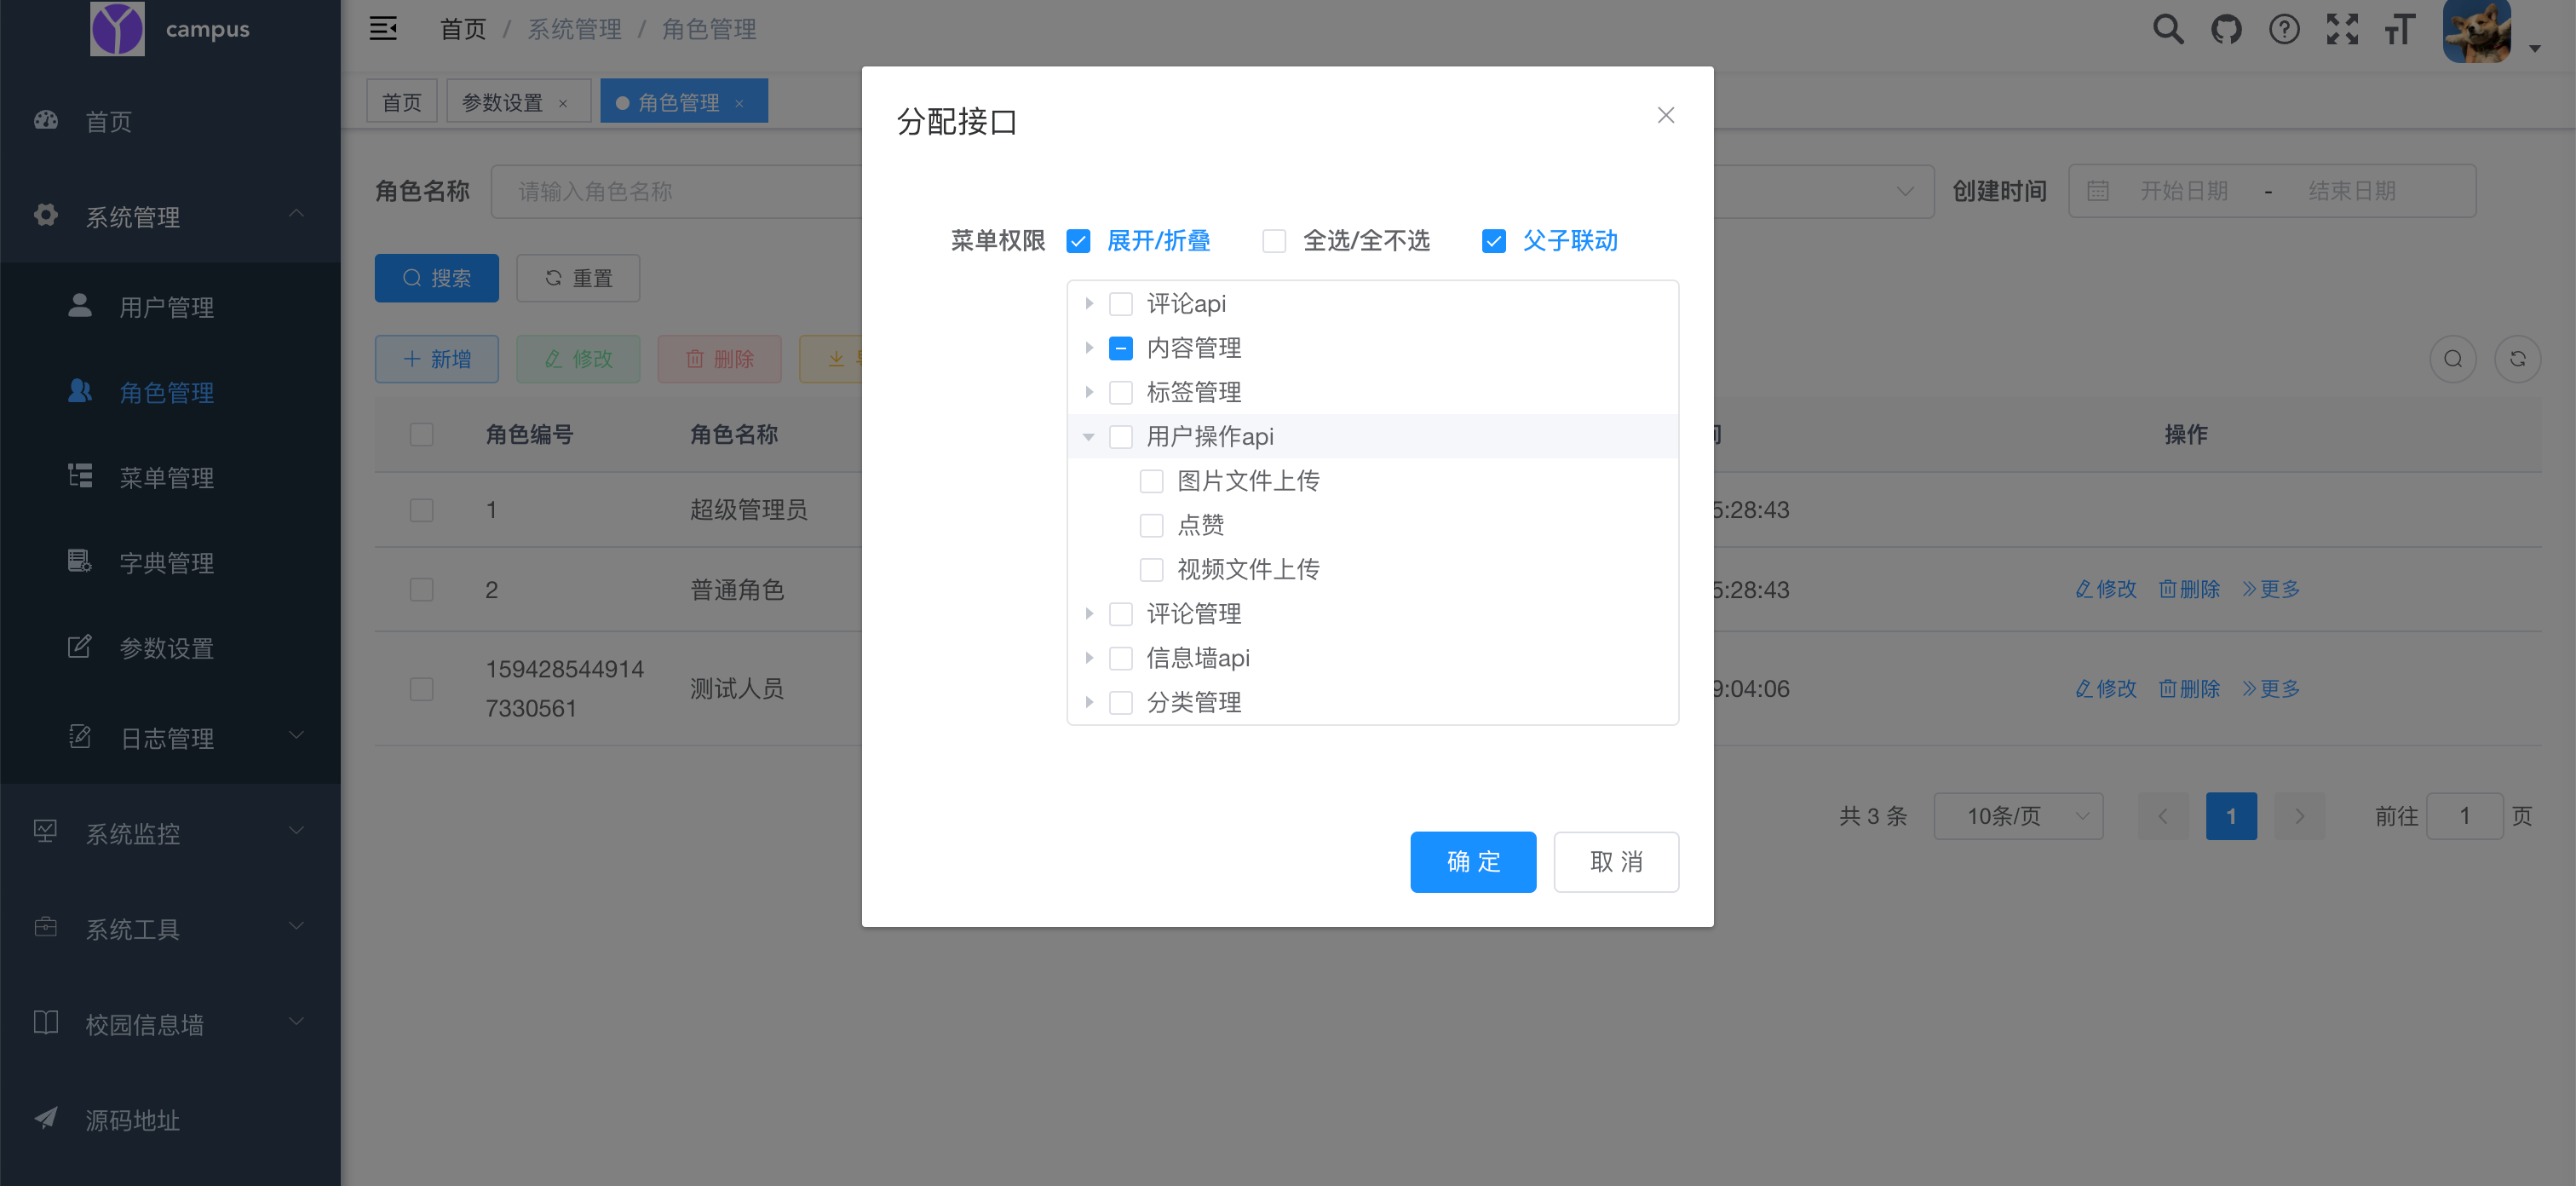 campus
首页 / 系统管理 / 角色管理
首页
系统管理
用户管理
角色管理
菜单管理
字典管理
参数设置
日志管理
系统监控
系统工具
校园信息墙
源码地址
首页 参数设置 × 角色管理 ×
角色名称 请输入角色名称 创建时间 开始日期 - 结束日期
搜索 重置
新增 修改 删除
角色编号 角色名称 操作
1 超级管理员 5:28:43
2 普通角色 5:28:43 修改 删除 更多
159428544914
7330561
测试人员 9:04:06 修改 删除 更多
共 3 条 10条/页 1 前往 1 页
分配接口
菜单权限 展开/折叠 全选/全不选 父子联动
评论api
内容管理
标签管理
用户操作api
图片文件上传
点赞
视频文件上传
评论管理
信息墙api
分类管理
确 定 取 消